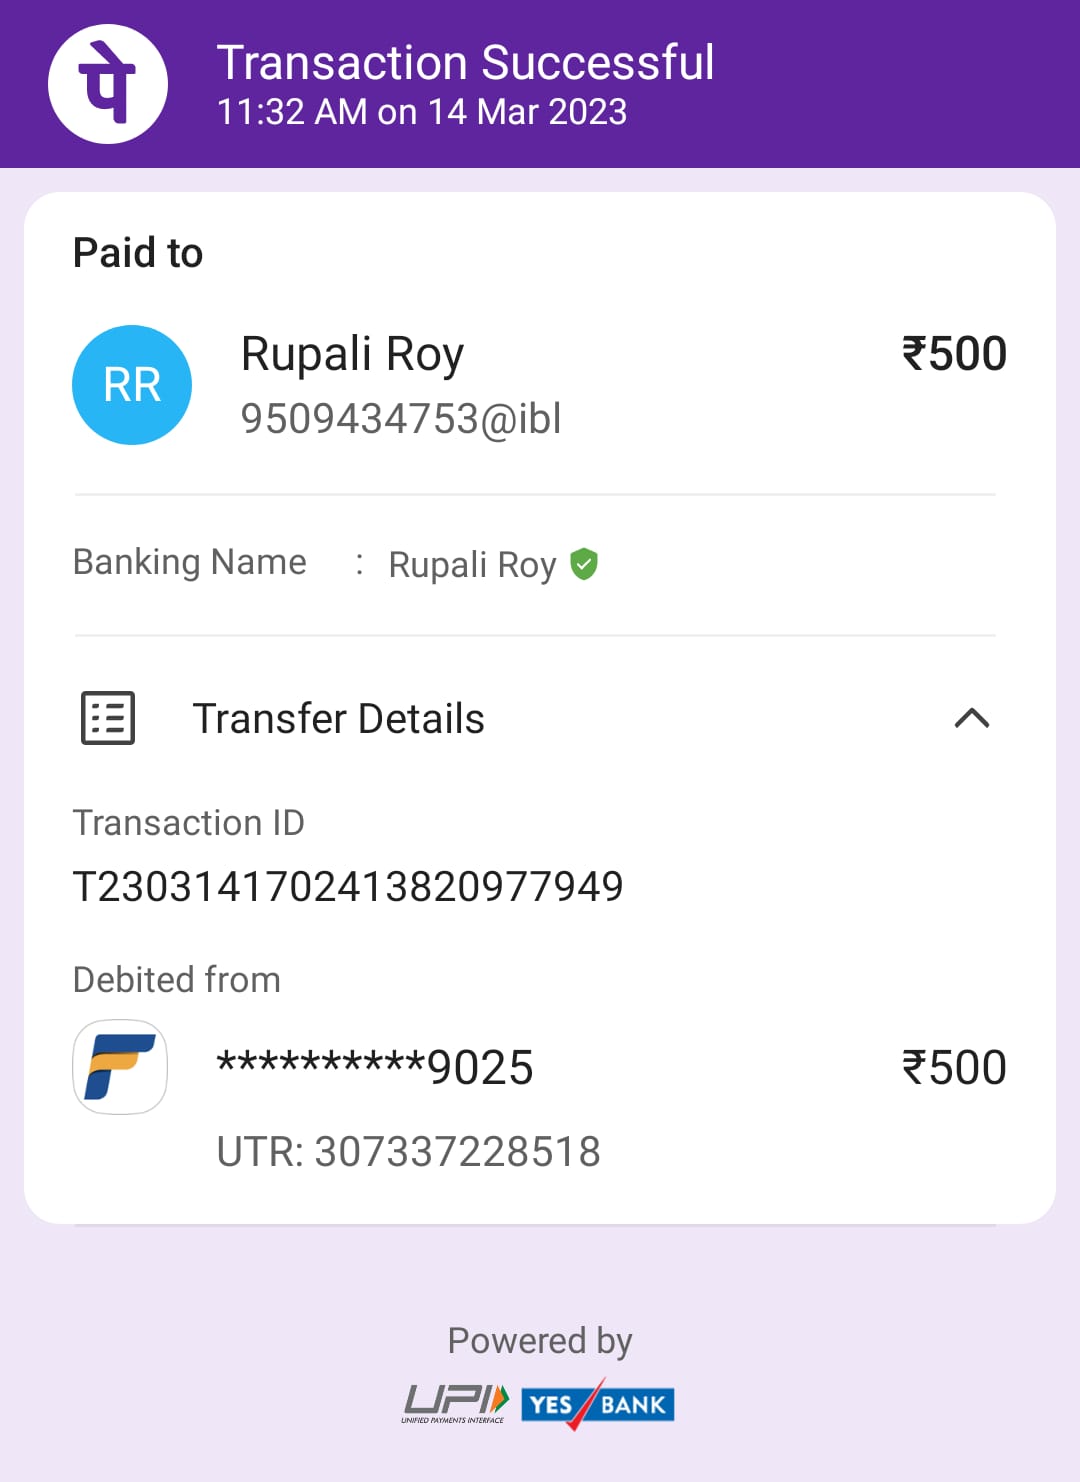 पे
Transaction Successful
11:32 AM on 14 Mar 2023
Paid to
RR
Rupali Roy
₹500
9509434753@ibl
Banking Name : Rupali Roy
Transfer Details
Transaction ID
T2303141702413820977949
Debited from
**********9025
₹500
UTR: 307337228518
Powered by
UPI
UNIFIED PAYMENTS INTERFACE
YES BANK